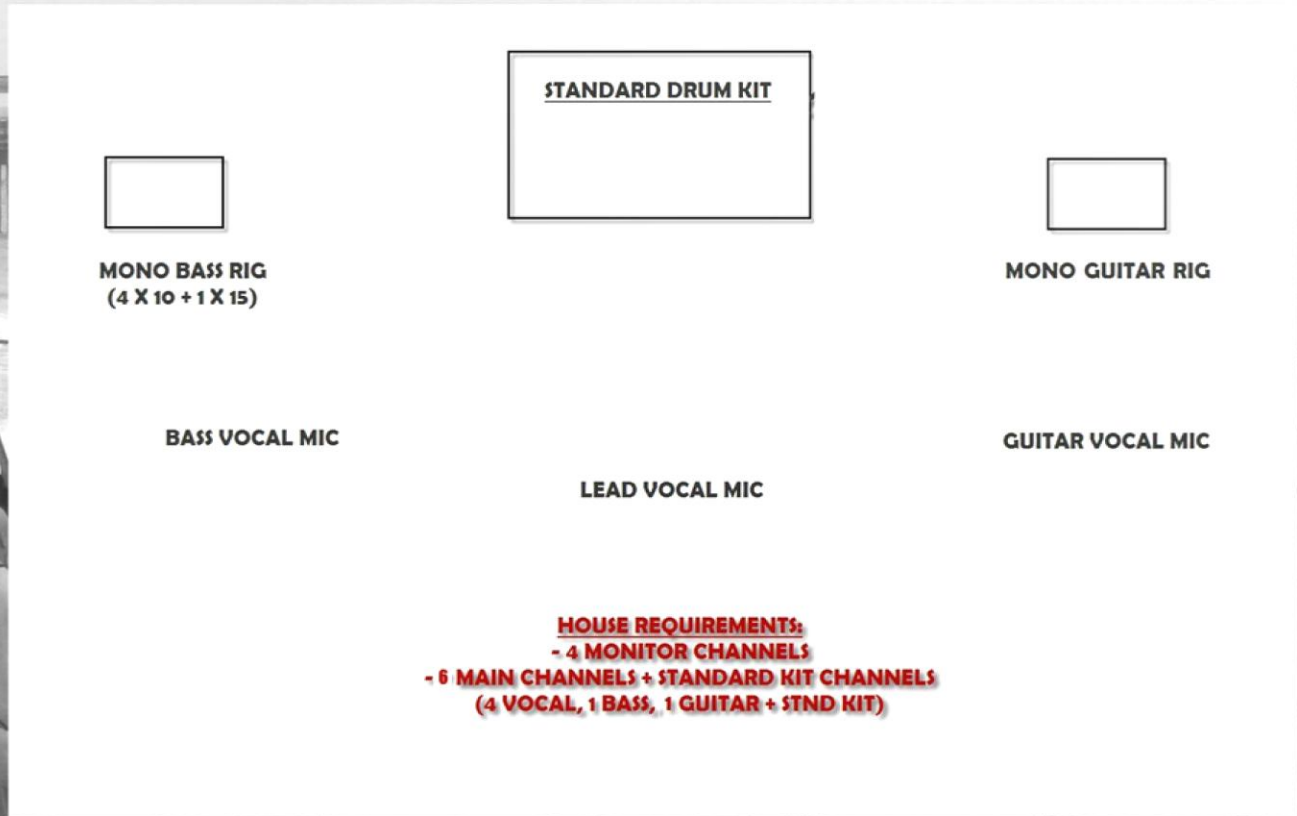 STANDARD DRUM KIT
MONO BASS RIG
(4 X 10 + 1 X 15)
MONO GUITAR RIG
BASS VOCAL MIC
GUITAR VOCAL MIC
LEAD VOCAL MIC
HOUSE REQUIREMENTS:
- 4 MONITOR CHANNELS
- 6 MAIN CHANNELS + STANDARD KIT CHANNELS
(4 VOCAL, 1 BASS, 1 GUITAR + STND KIT)